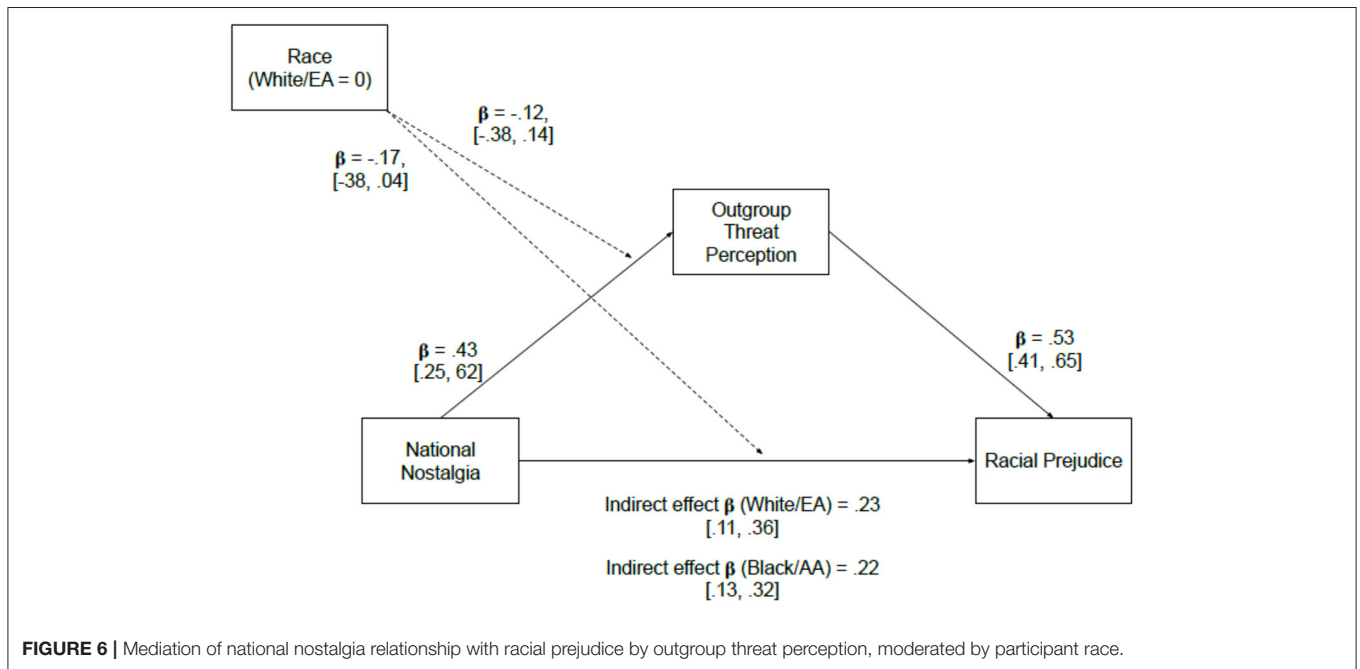 Race
(White/EA = 0)
β = -.12,
[-.38, .14]
β = -.17,
[-38, .04]
Outgroup
Threat
Perception
β = .43
[.25, 62]
β = .53
[.41, .65]
National
Nostalgia
Racial Prejudice
Indirect effect β (White/EA) = .23
[.11, .36]
Indirect effect β (Black/AA) = .22
[.13, .32]
FIGURE 6 | Mediation of national nostalgia relationship with racial prejudice by outgroup threat perception, moderated by participant race.